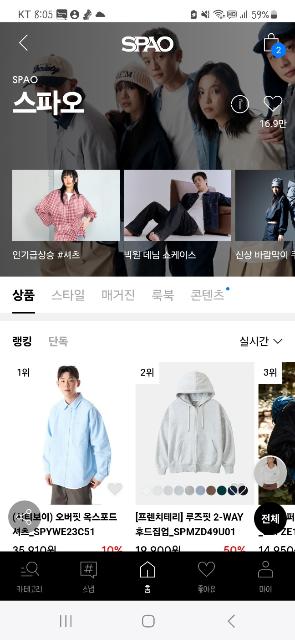 KT 8:05
59%
SPAO
2
SPAO
스파오
16.9만
인기급상승 #셔츠
빅원 데님 쇼케이스
신상 바람막이
상품 스타일 매거진 룩북 콘텐츠
랭킹 단독
실시간
1위
2위
3위
(시티보이) 오버핏 옥스포드
셔츠_SPYWE23C51
35,910원 10%
[프렌치테리] 루즈핏 2-WAY
후드집업_SPMZD49U01
19,900원 50%
전체
14,950
카테고리
스냅
홈
좋아요
마이